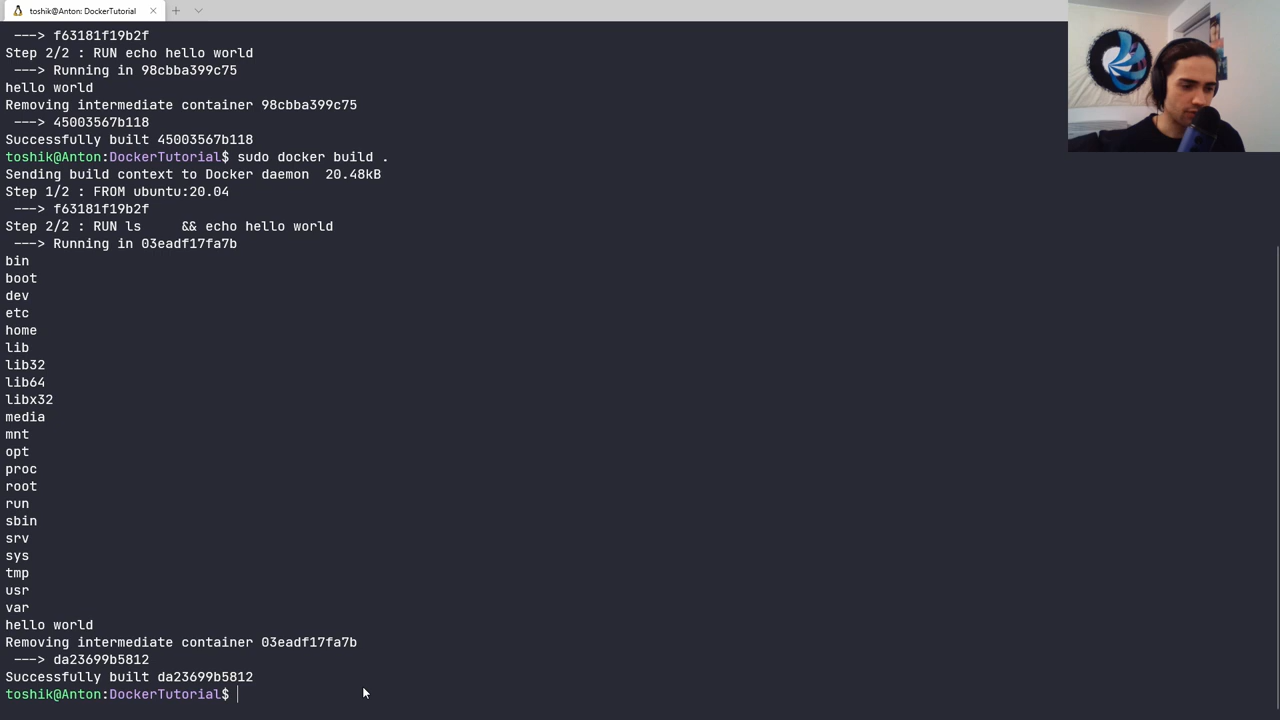 toshik@Anton: DockerTutorial
---> f63181f19b2f
Step 2/2 : RUN echo hello world
---> Running in 98cbba399c75
hello world
Removing intermediate container 98cbba399c75
---> 45003567b118
Successfully built 45003567b118
toshik@Anton:DockerTutorial$ sudo docker build .
Sending build context to Docker daemon  20.48kB
Step 1/2 : FROM ubuntu:20.04
---> f63181f19b2f
Step 2/2 : RUN ls     && echo hello world
---> Running in 03eadf17fa7b
bin
boot
dev
etc
home
lib
lib32
lib64
libx32
media
mnt
opt
proc
root
run
sbin
srv
sys
tmp
usr
var
hello world
Removing intermediate container 03eadf17fa7b
---> da23699b5812
Successfully built da23699b5812
toshik@Anton:DockerTutorial$